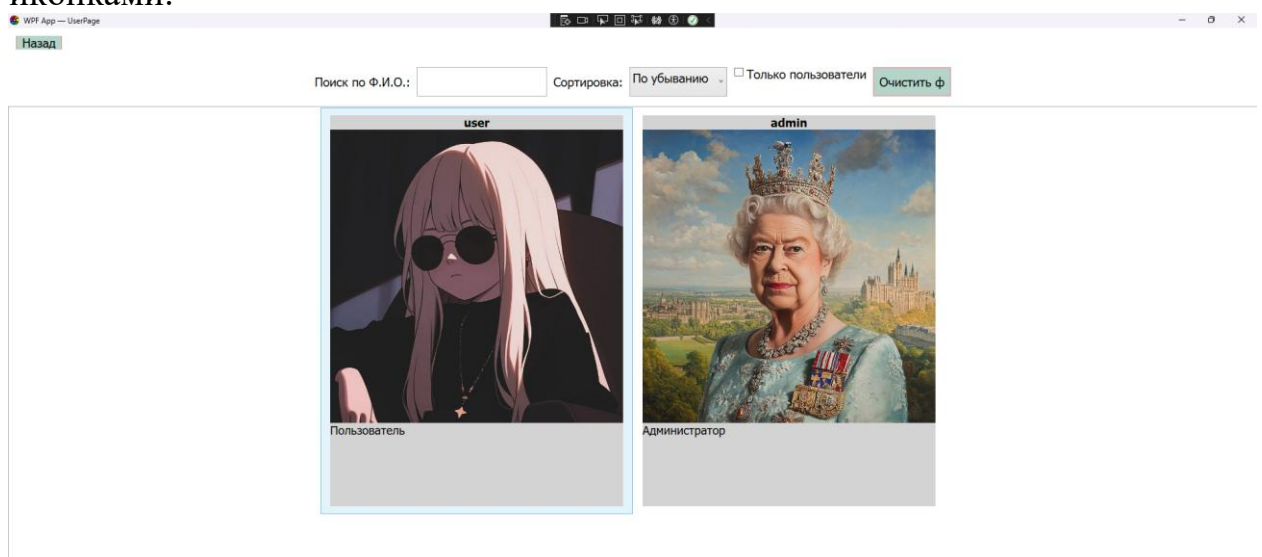 иконками.
WPF App — UserPage
Назад
Поиск по Ф.И.О.:
Сортировка:
По убыванию
Только пользователи
Очистить ф
user
admin
Пользователь
Администратор